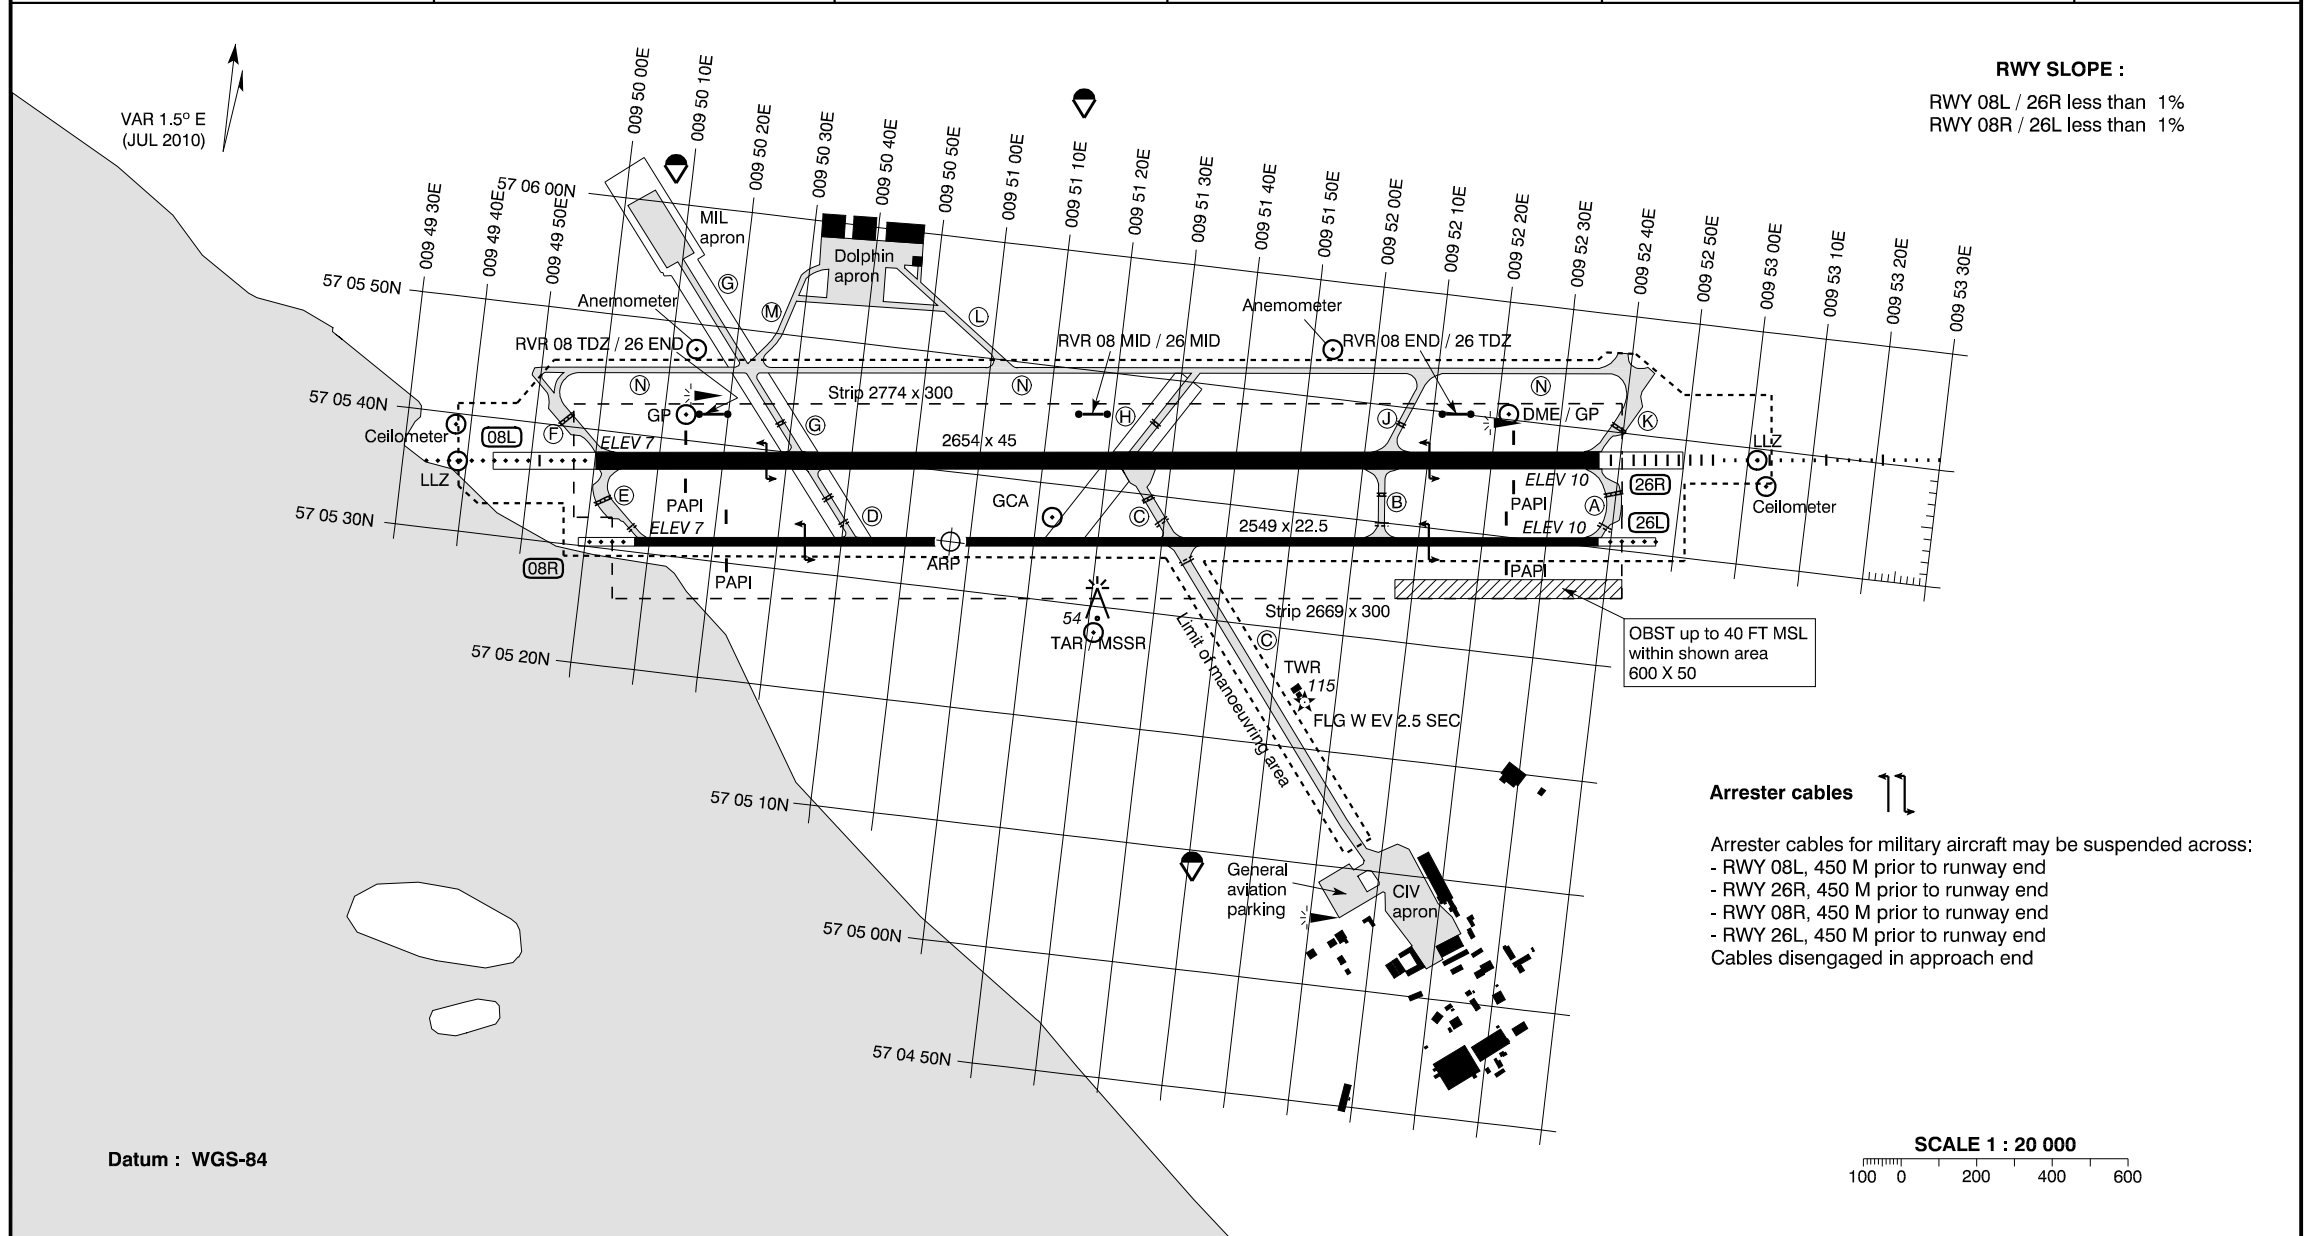 VAR 1.5º E
(JUL 2010)
RWY SLOPE :
RWY 08L / 26R less than 1%
RWY 08R / 26L less than 1%
009 49 30E
009 49 40E
009 49 50E
009 50 00E
009 50 10E
009 50 20E
009 50 30E
009 50 40E
009 50 50E
009 51 00E
009 51 10E
009 51 20E
009 51 30E
009 51 40E
009 51 50E
009 52 00E
009 52 10E
009 52 20E
009 52 30E
009 52 40E
009 52 50E
009 53 00E
009 53 10E
009 53 20E
009 53 30E
57 06 00N
57 05 50N
57 05 40N
57 05 30N
57 05 20N
57 05 10N
57 05 00N
57 04 50N
MIL
apron
Dolphin
apron
G
M
L
Anemometer
Anemometer
RVR 08 TDZ / 26 END
RVR 08 MID / 26 MID
RVR 08 END / 26 TDZ
N
N
N
Strip 2774 x 300
GP
DME / GP
F
G
H
J
K
Ceilometer
08L
ELEV 7
2654 x 45
LLZ
LLZ
ELEV 10
26R
Ceilometer
E
PAPI
GCA
C
B
PAPI
A
D
ELEV 7
2549 x 22.5
ELEV 10
26L
08R
ARP
PAPI
PAPI
54
TAR / MSSR
Strip 2669 x 300
C
Limit of manoeuvring area
TWR
115
FLG W EV 2.5 SEC
OBST up to 40 FT MSL
within shown area
600 X 50
General
aviation
parking
CIV
apron
Arrester cables
Arrester cables for military aircraft may be suspended across:
- RWY 08L, 450 M prior to runway end
- RWY 26R, 450 M prior to runway end
- RWY 08R, 450 M prior to runway end
- RWY 26L, 450 M prior to runway end
Cables disengaged in approach end
Datum : WGS-84
SCALE 1 : 20 000
100 0 200 400 600